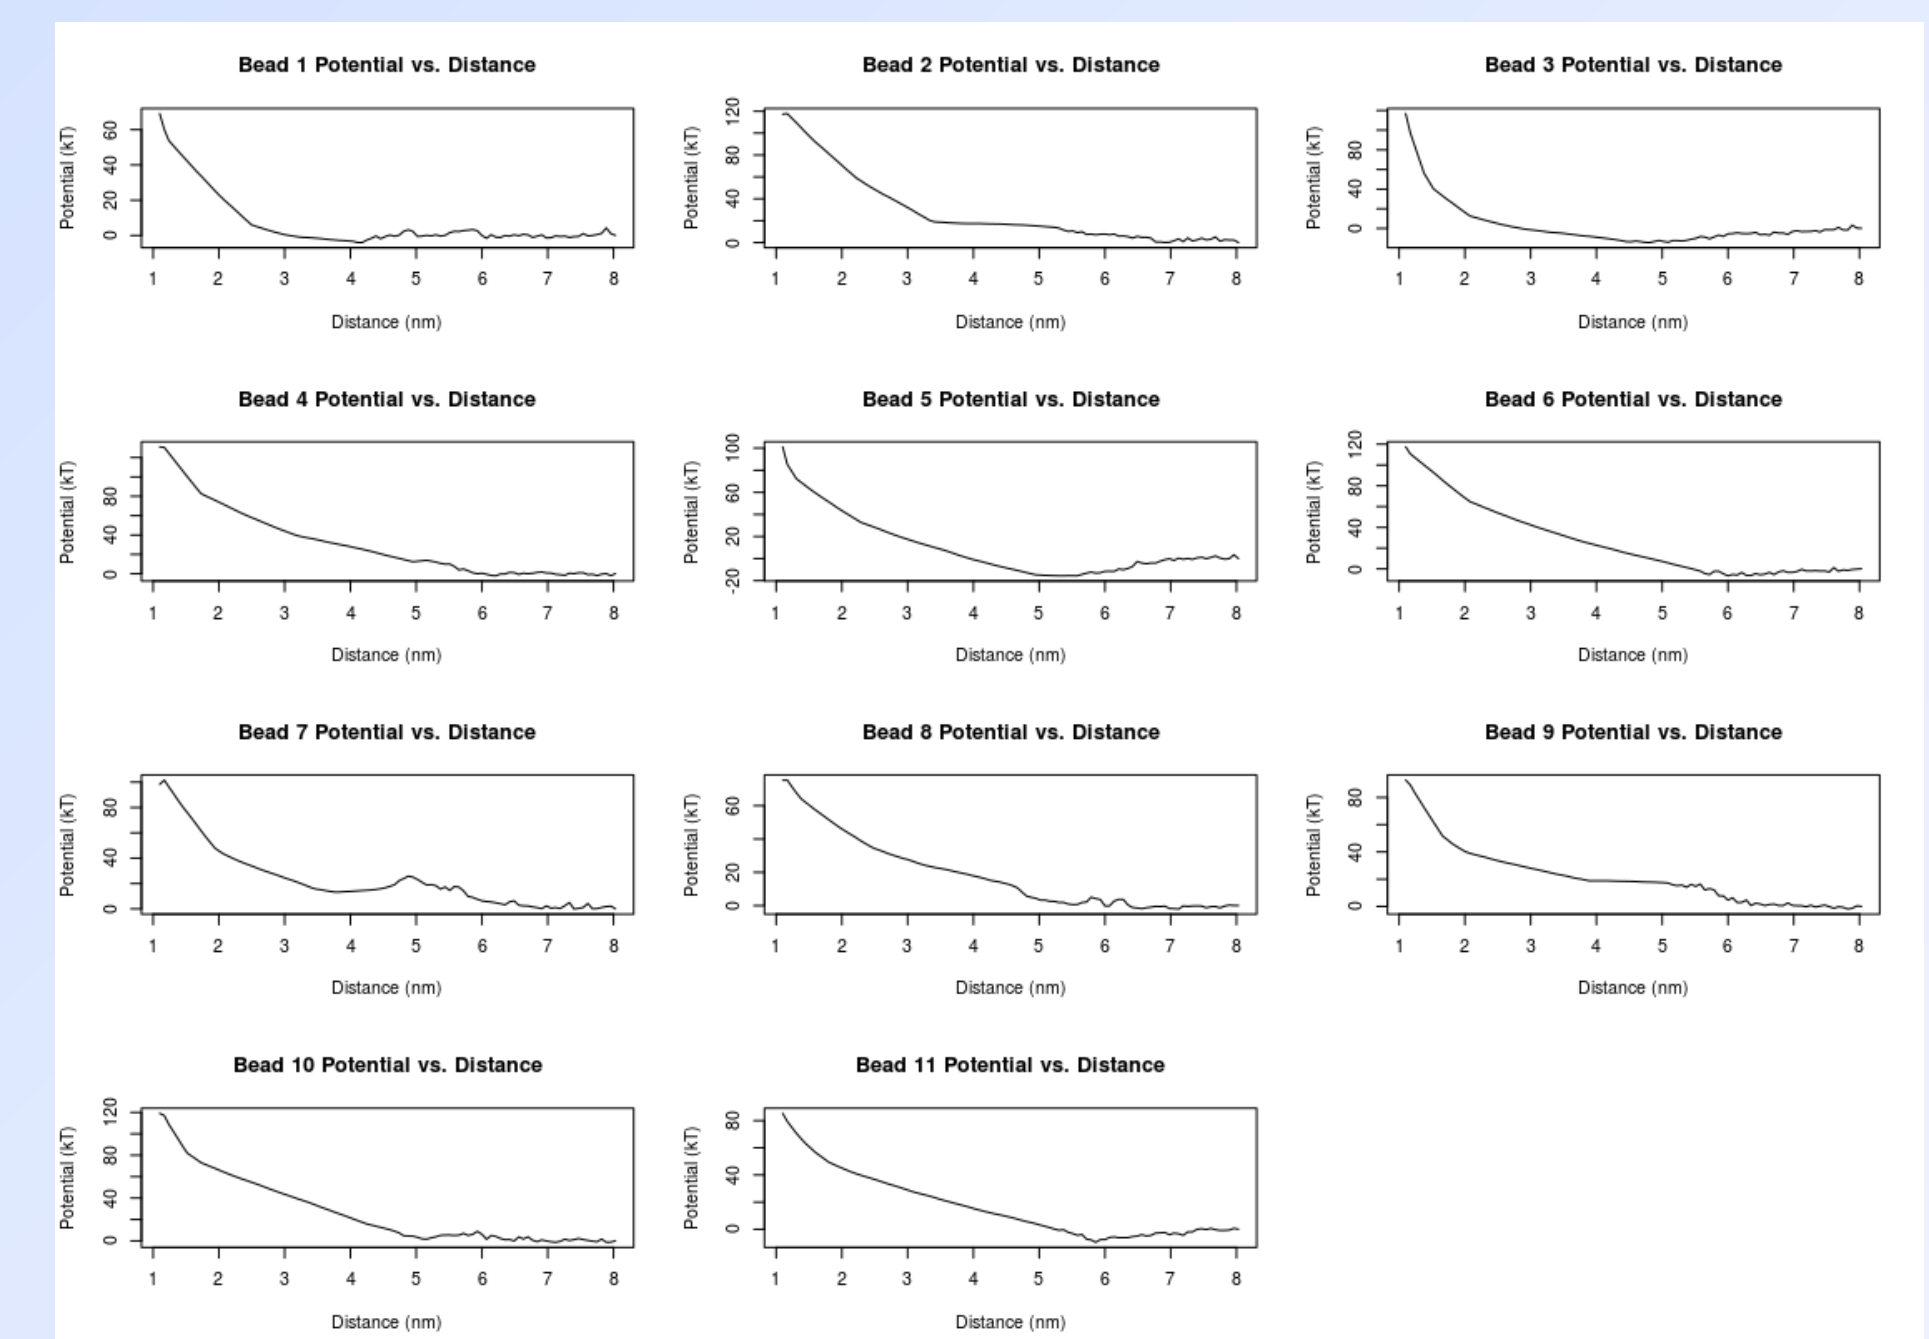 Bead 1 Potential vs. Distance
Potential (kT)
0 20 40 60
1 2 3 4 5 6 7 8
Distance (nm)
Bead 2 Potential vs. Distance
Potential (kT)
0 40 80 120
1 2 3 4 5 6 7 8
Distance (nm)
Bead 3 Potential vs. Distance
Potential (kT)
0 40 80
1 2 3 4 5 6 7 8
Distance (nm)
Bead 4 Potential vs. Distance
Potential (kT)
0 40 80
1 2 3 4 5 6 7 8
Distance (nm)
Bead 5 Potential vs. Distance
Potential (kT)
-20 20 60 100
1 2 3 4 5 6 7 8
Distance (nm)
Bead 6 Potential vs. Distance
Potential (kT)
0 40 80 120
1 2 3 4 5 6 7 8
Distance (nm)
Bead 7 Potential vs. Distance
Potential (kT)
0 40 80
1 2 3 4 5 6 7 8
Distance (nm)
Bead 8 Potential vs. Distance
Potential (kT)
0 20 60
1 2 3 4 5 6 7 8
Distance (nm)
Bead 9 Potential vs. Distance
Potential (kT)
0 40 80
1 2 3 4 5 6 7 8
Distance (nm)
Bead 10 Potential vs. Distance
Potential (kT)
0 40 80 120
1 2 3 4 5 6 7 8
Distance (nm)
Bead 11 Potential vs. Distance
Potential (kT)
0 40 80
1 2 3 4 5 6 7 8
Distance (nm)